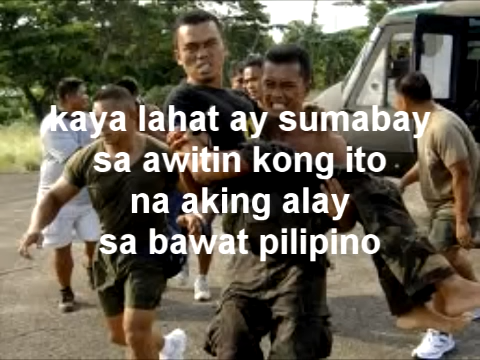 kaya lahat ay sumabay
sa awitin kong ito
na aking alay
sa bawat pilipino